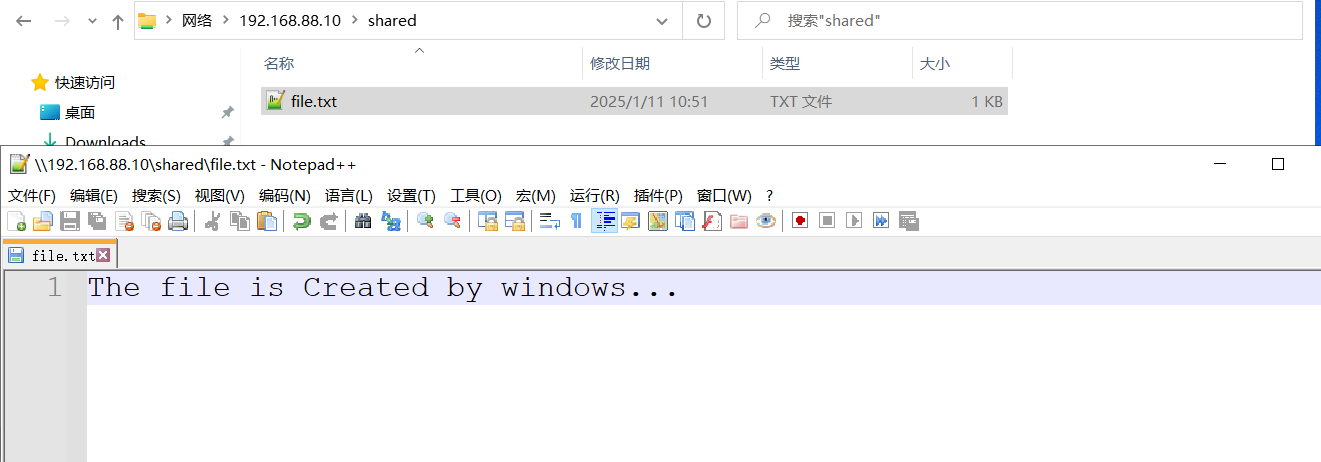 网络 192.168.88.10 shared 搜索"shared"
名称 修改日期 类型 大小
快速访问
file.txt 2025/1/11 10:51 TXT 文件 1 KB
桌面
Downloads
\\192.168.88.10\shared\file.txt - Notepad++
文件(F) 编辑(E) 搜索(S) 视图(V) 编码(N) 语言(L) 设置(T) 工具(O) 宏(M) 运行(R) 插件(P) 窗口(W) ?
file.txt
1 The file is Created by windows...